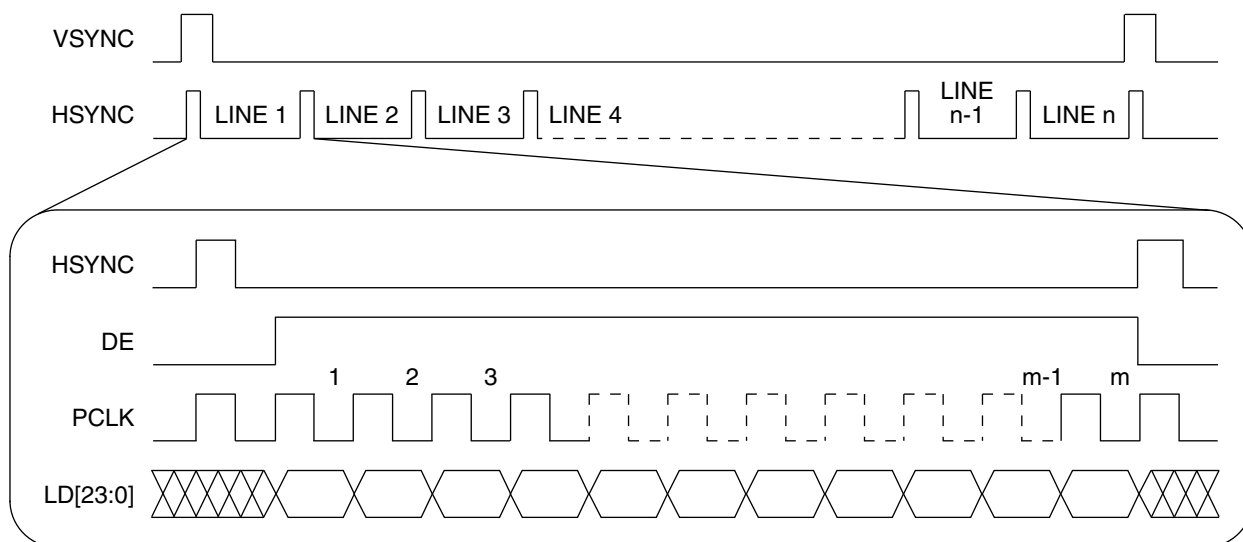 VSYNC
HSYNC LINE 1 LINE 2 LINE 3 LINE 4 LINE n-1 LINE n
HSYNC
DE
1 2 3 m-1 m
PCLK
LD[23:0]